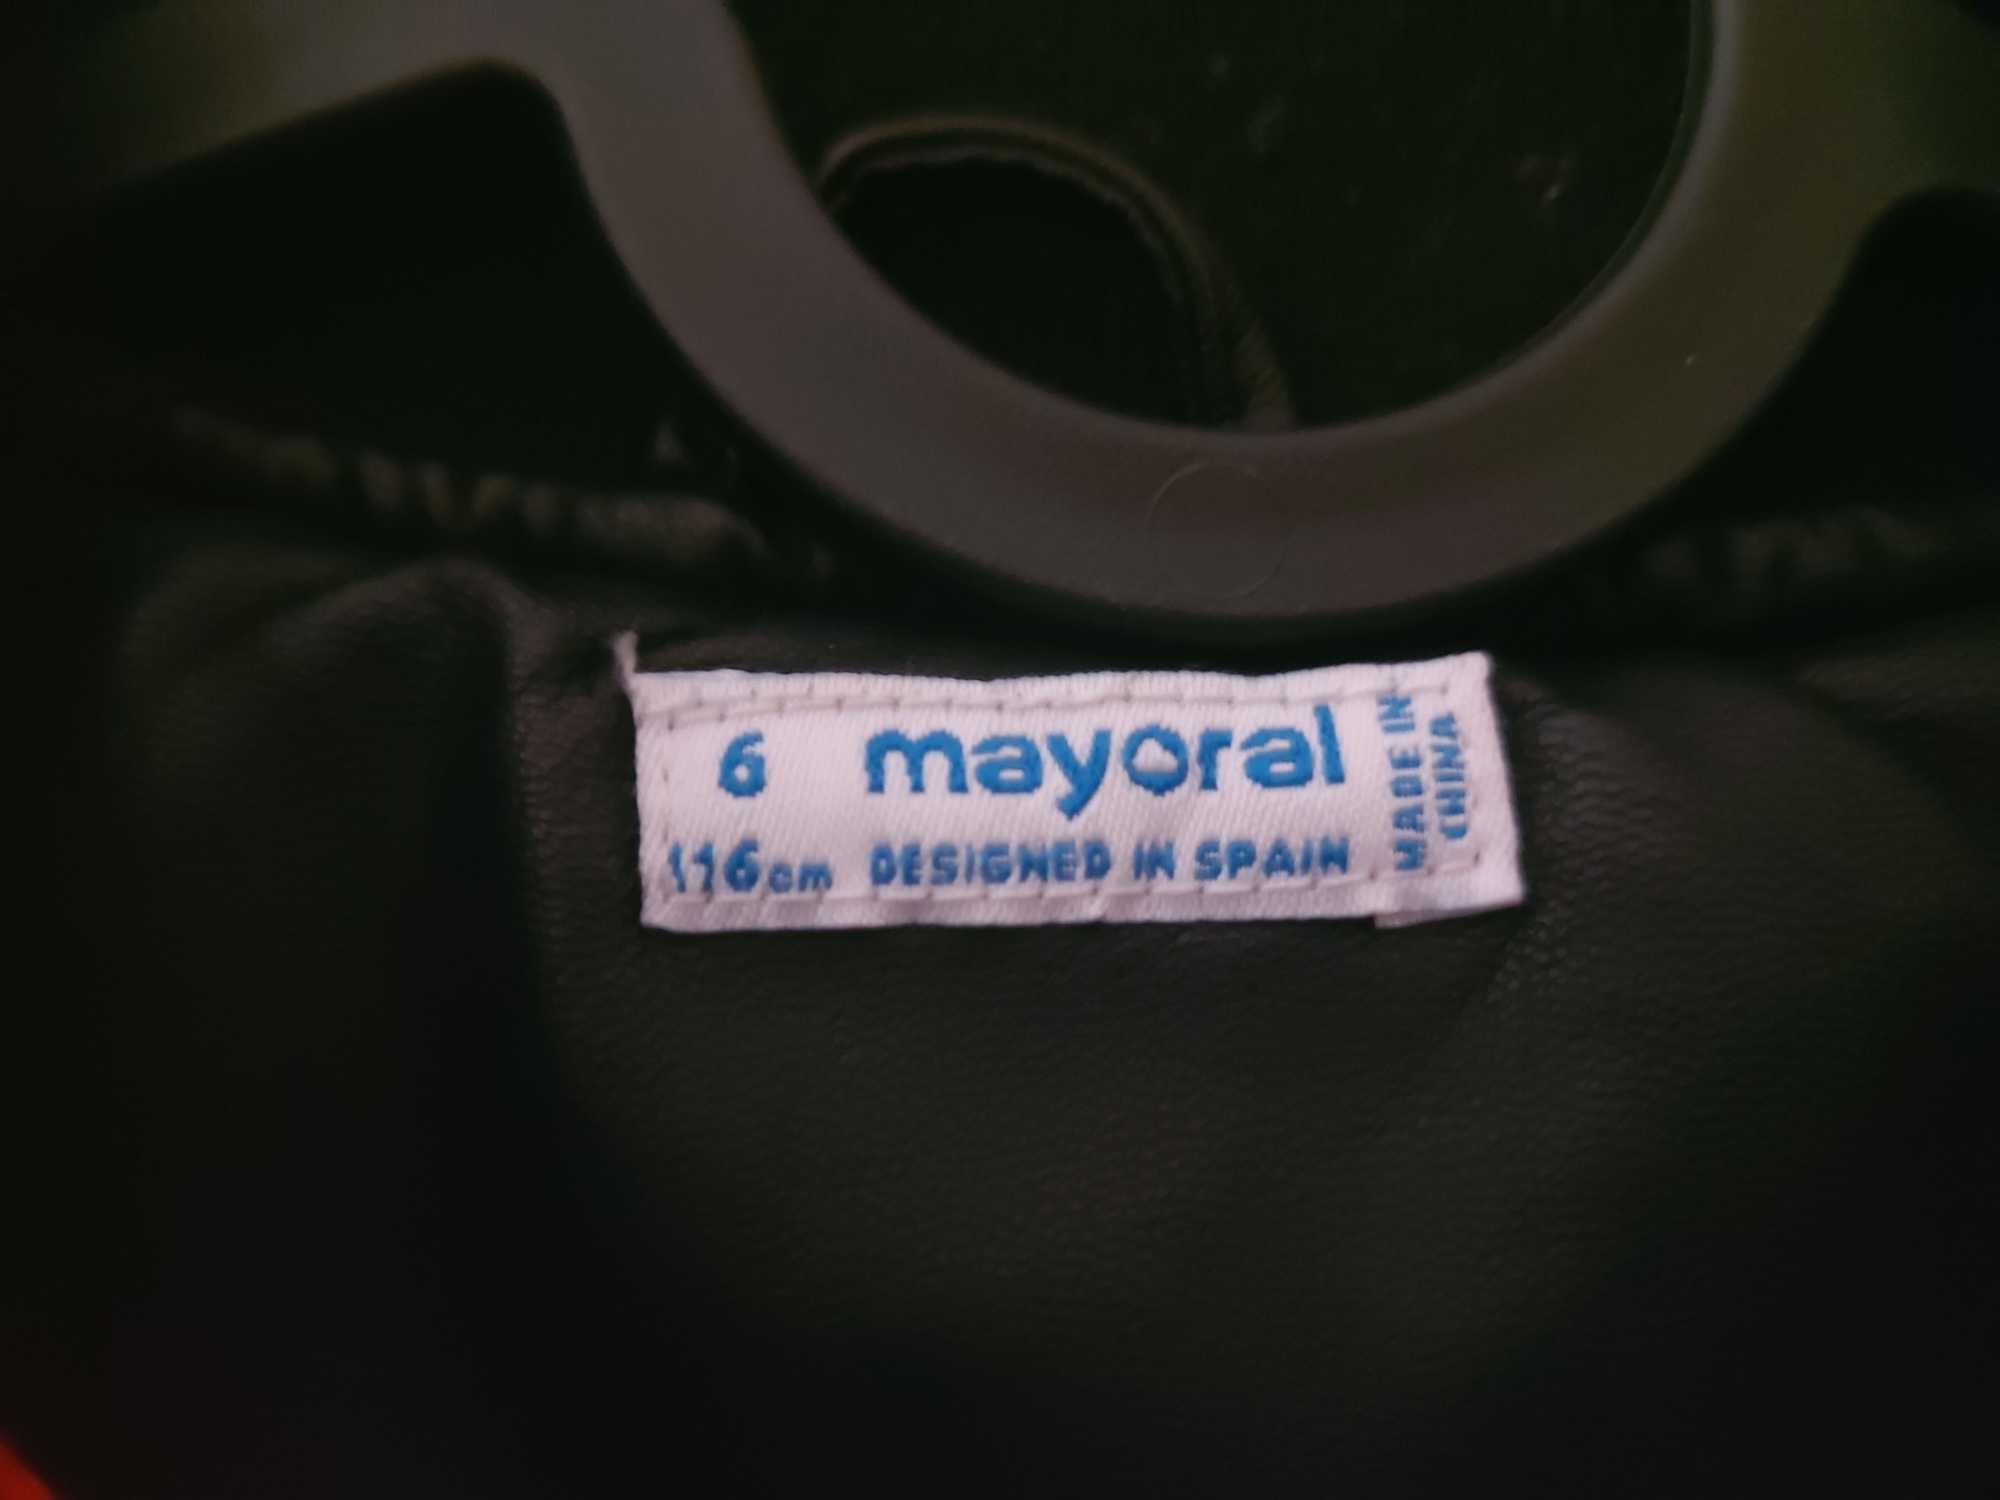 6 mayoral
116cm DESIGNED IN SPAIN
MADE IN
CHINA